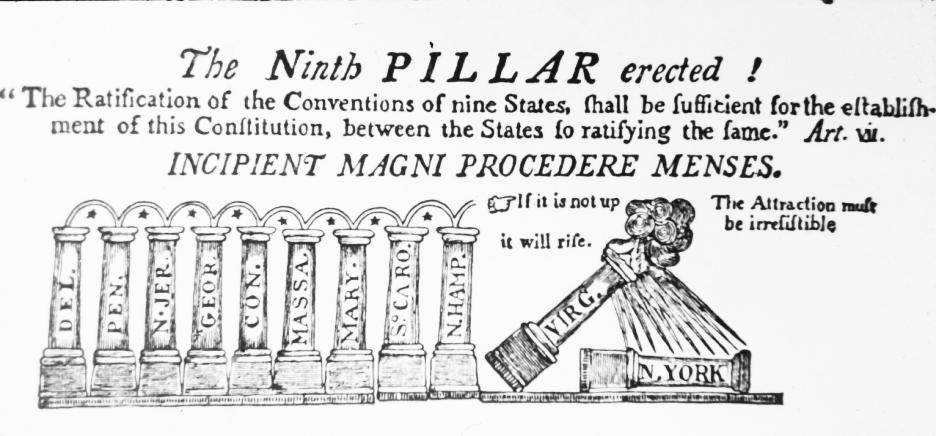 The Ninth PILLAR erected !
“The Ratification of the Conventions of nine States, ſhall be ſufficient for the eſtabliſh-
ment of this Conſtitution, between the States ſo ratifying the ſame.” Art. vii.
INCIPIENT MAGNI PROCEDERE MENSES.
☞If it is not up
it will riſe.
The Attraction muſt
be irreſiſtible
DEL.
PEN.
N·JER.
GEOR.
CON.
MASSA.
MARY.
So. CARO.
N.HAMP.
VIRG.
N.YORK